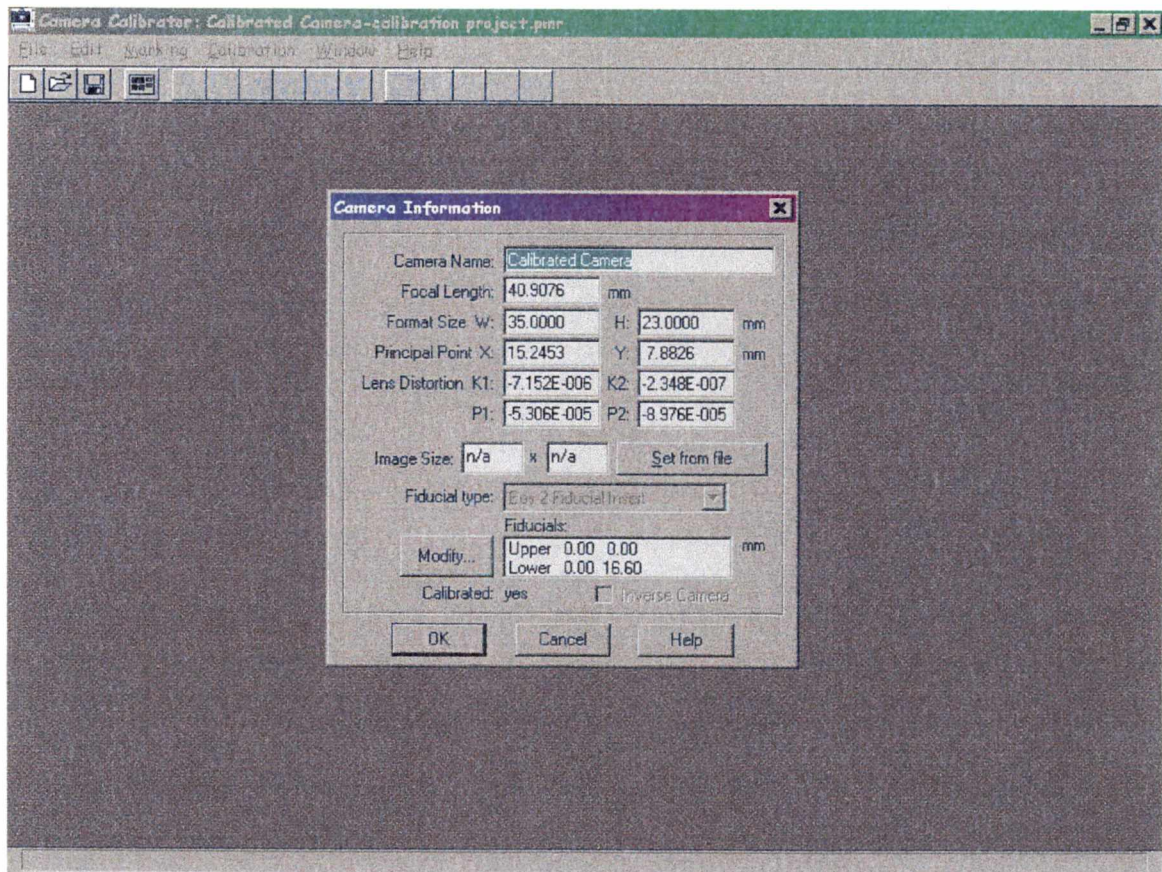 Camera Calibrator: Calibrated Camera-calibration project.pmr
File Edit Marking Calibration Window Help
Camera Information
Camera Name: Calibrated Camera
Focal Length: 40.9076 mm
Format Size W: 35.0000 H: 23.0000 mm
Principal Point X: 15.2453 Y: 7.8826 mm
Lens Distortion K1: -7.152E-006 K2: -2.348E-007
P1: -5.306E-005 P2: -8.976E-005
Image Size: n/a x n/a Set from file
Fiducial type: 2 Fiducial Insert
Fiducials:
Upper 0.00 0.00 mm
Modify...
Lower 0.00 16.60
Calibrated: yes Inverse Camera
OK Cancel Help